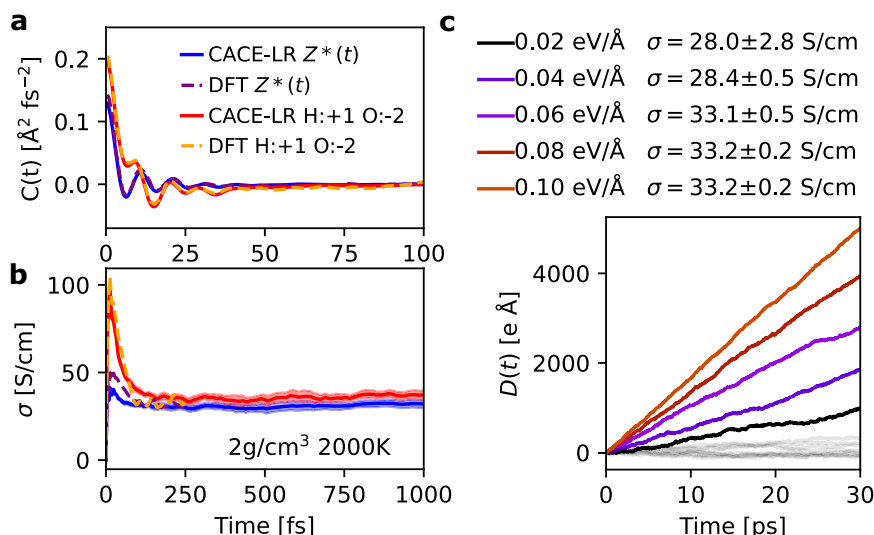 a
C(t) [Å² fs⁻²]
0.2
0.1
0.0
CACE-LR Z*(t)
DFT Z*(t)
CACE-LR H:+1 O:-2
DFT H:+1 O:-2
0 25 50 75 100
b
σ [S/cm]
100
50
0
2g/cm³ 2000K
0 250 500 750 1000
Time [fs]
c
0.02 eV/Å σ = 28.0±2.8 S/cm
0.04 eV/Å σ = 28.4±0.5 S/cm
0.06 eV/Å σ = 33.1±0.5 S/cm
0.08 eV/Å σ = 33.2±0.2 S/cm
0.10 eV/Å σ = 33.2±0.2 S/cm
D(t) [e Å]
4000
2000
0
0 10 20 30
Time [ps]